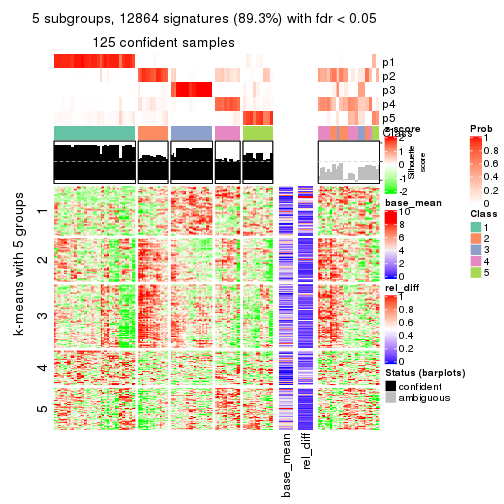 5 subgroups, 12864 signatures (89.3%) with fdr < 0.05
125 confident samples
p1
p2
p3
p4
p5
Class
z-score
2
1
0
-1
-2
Silhouette
score
base_mean
10
8
6
4
2
0
rel_diff
1
0.8
0.6
0.4
0.2
0
Status (barplots)
confident
ambiguous
Prob
1
0.8
0.6
0.4
0.2
0
Class
1
2
3
4
5
k-means with 5 groups
1
2
3
4
5
base_mean
rel_diff